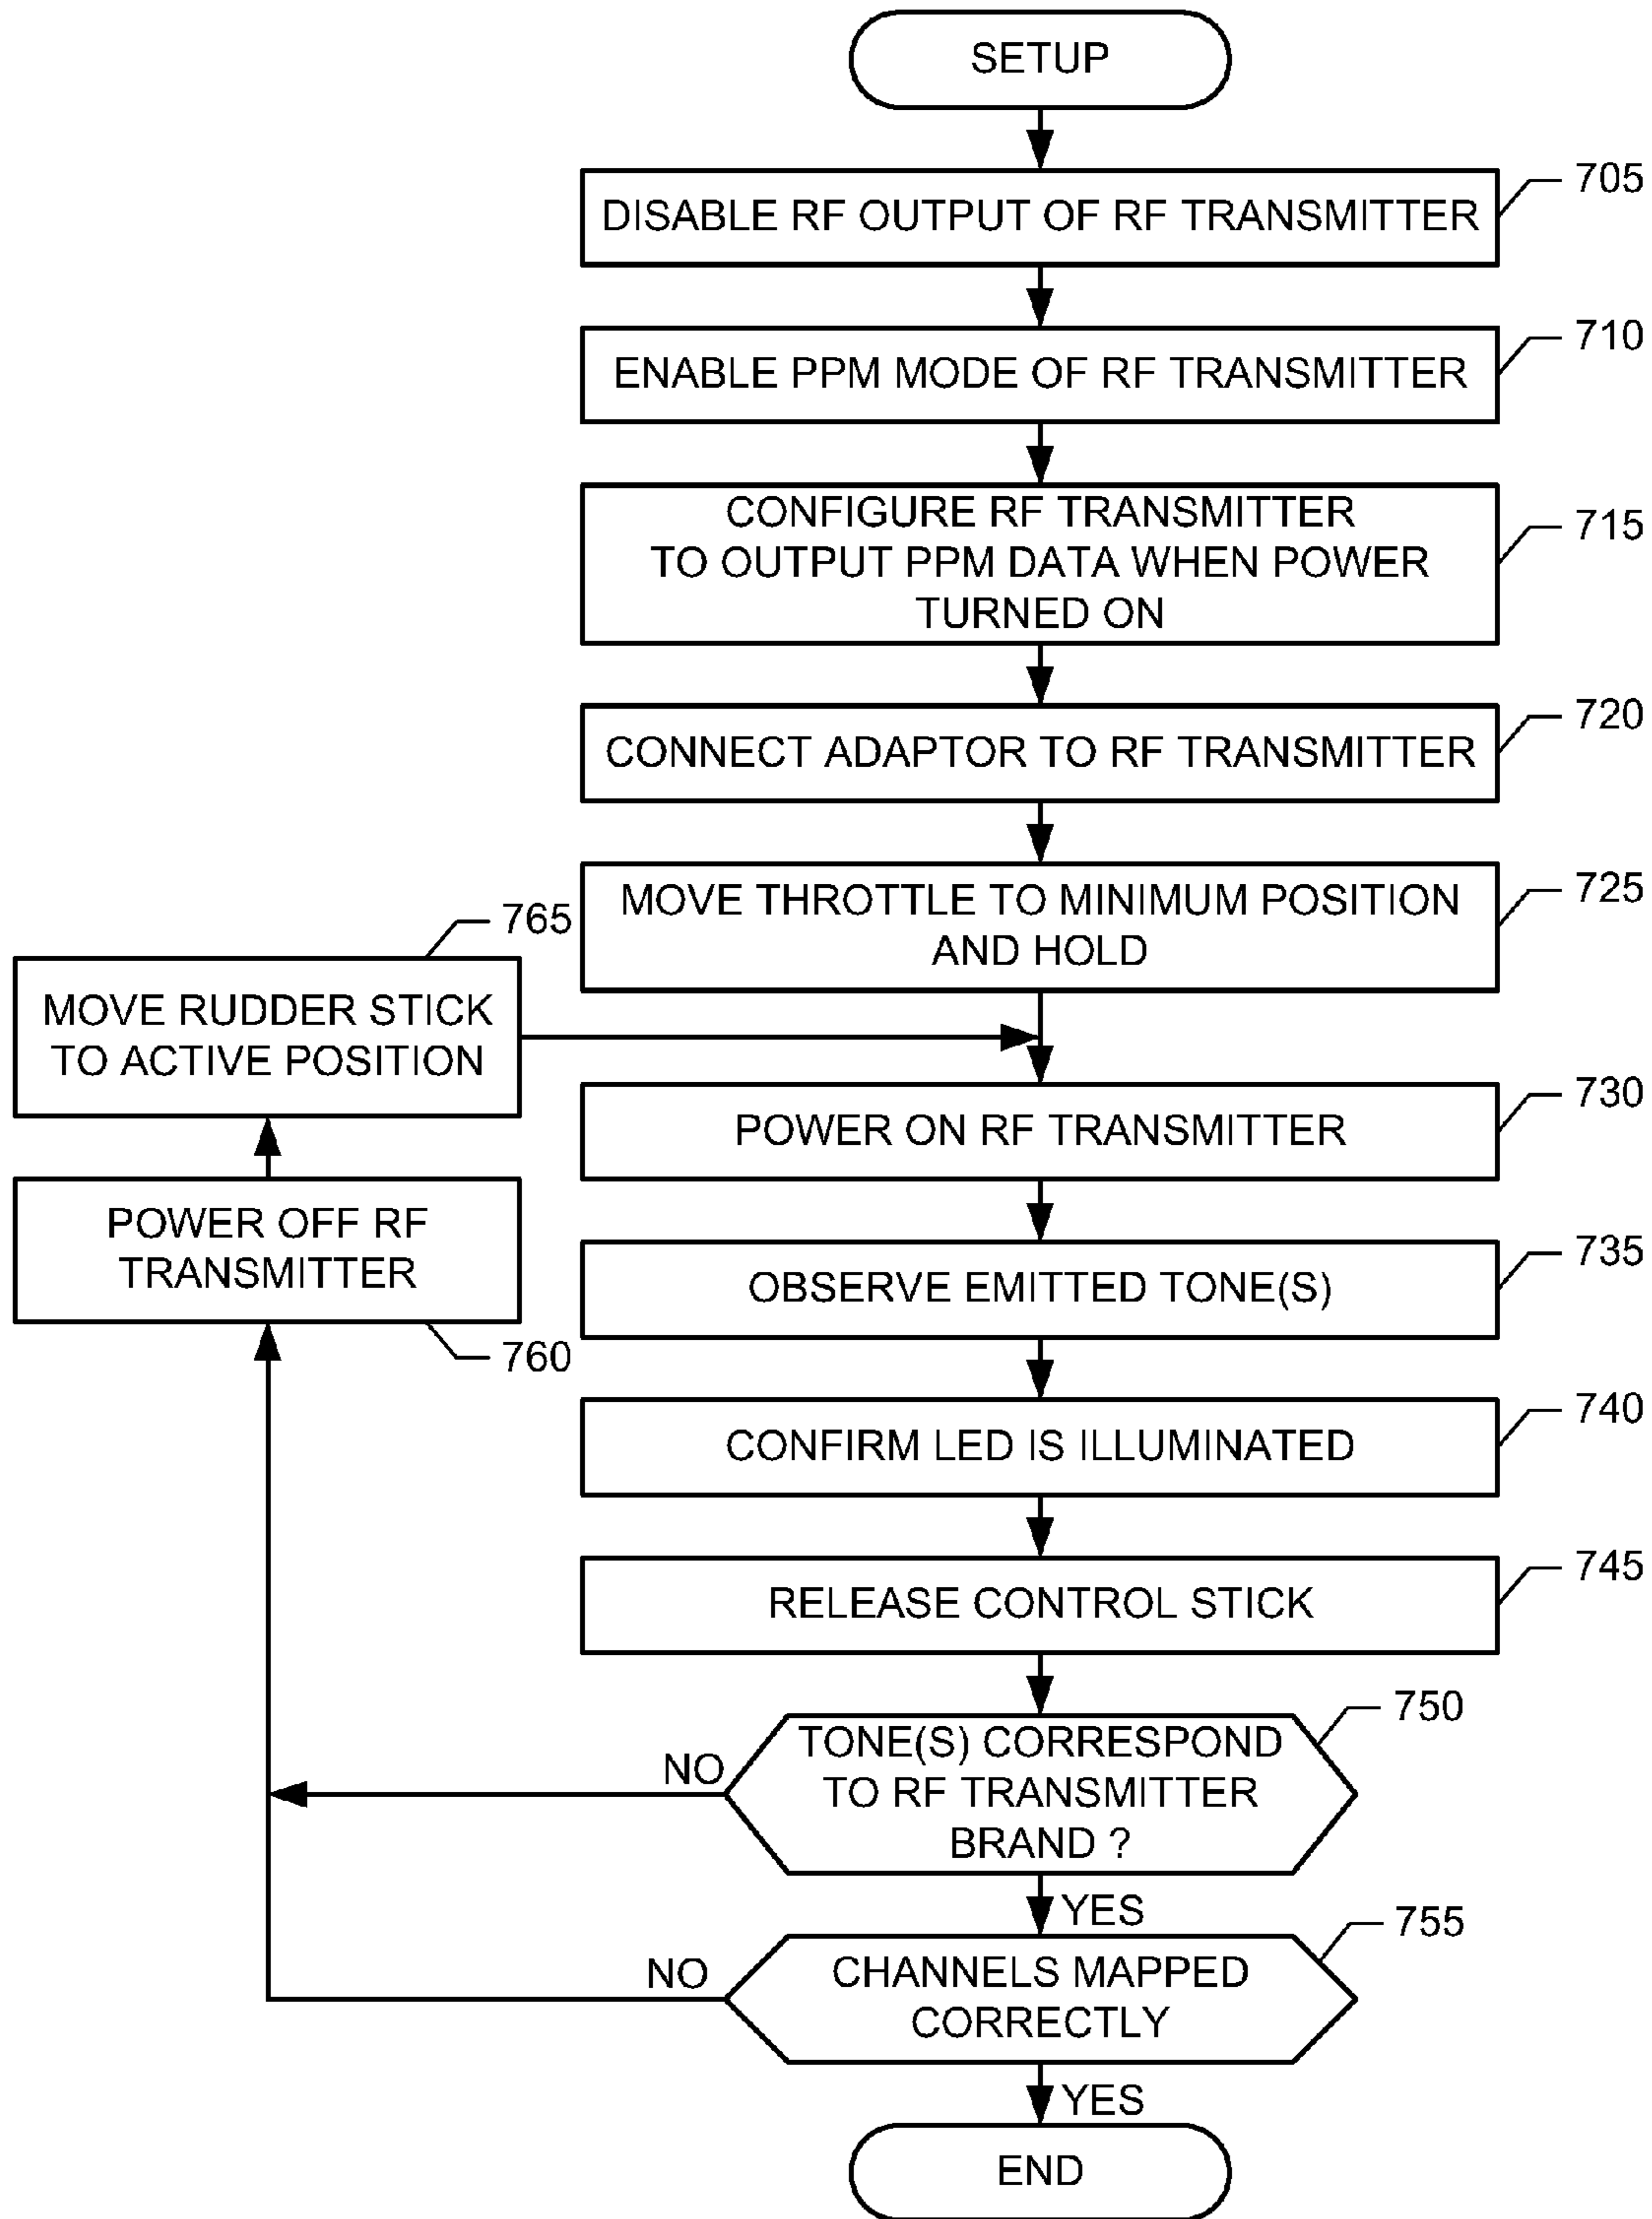 SETUP
DISABLE RF OUTPUT OF RF TRANSMITTER
705
ENABLE PPM MODE OF RF TRANSMITTER
710
CONFIGURE RF TRANSMITTER
TO OUTPUT PPM DATA WHEN POWER
TURNED ON
715
CONNECT ADAPTOR TO RF TRANSMITTER
720
MOVE THROTTLE TO MINIMUM POSITION
AND HOLD
725
765
MOVE RUDDER STICK
TO ACTIVE POSITION
POWER ON RF TRANSMITTER
730
POWER OFF RF
TRANSMITTER
760
OBSERVE EMITTED TONE(S)
735
CONFIRM LED IS ILLUMINATED
740
RELEASE CONTROL STICK
745
TONE(S) CORRESPOND
TO RF TRANSMITTER
BRAND ?
750
NO
YES
CHANNELS MAPPED
CORRECTLY
755
NO
YES
END